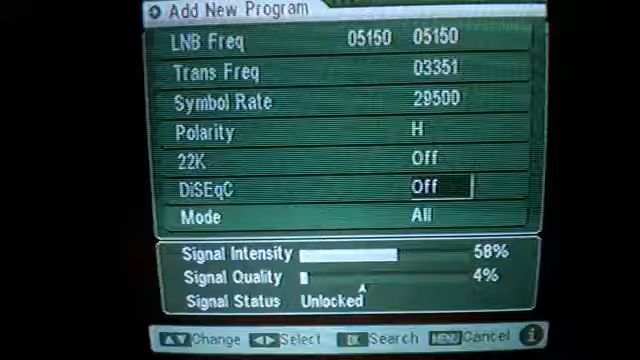 Add New Program
LNB Freq 05150 05150
Trans Freq 03351
Symbol Rate 29500
Polarity H
22K Off
DiSEqC Off
Mode All
Signal Intensity 58%
Signal Quality 4%
Signal Status Unlocked
Change Select OK Search MENU Cancel i